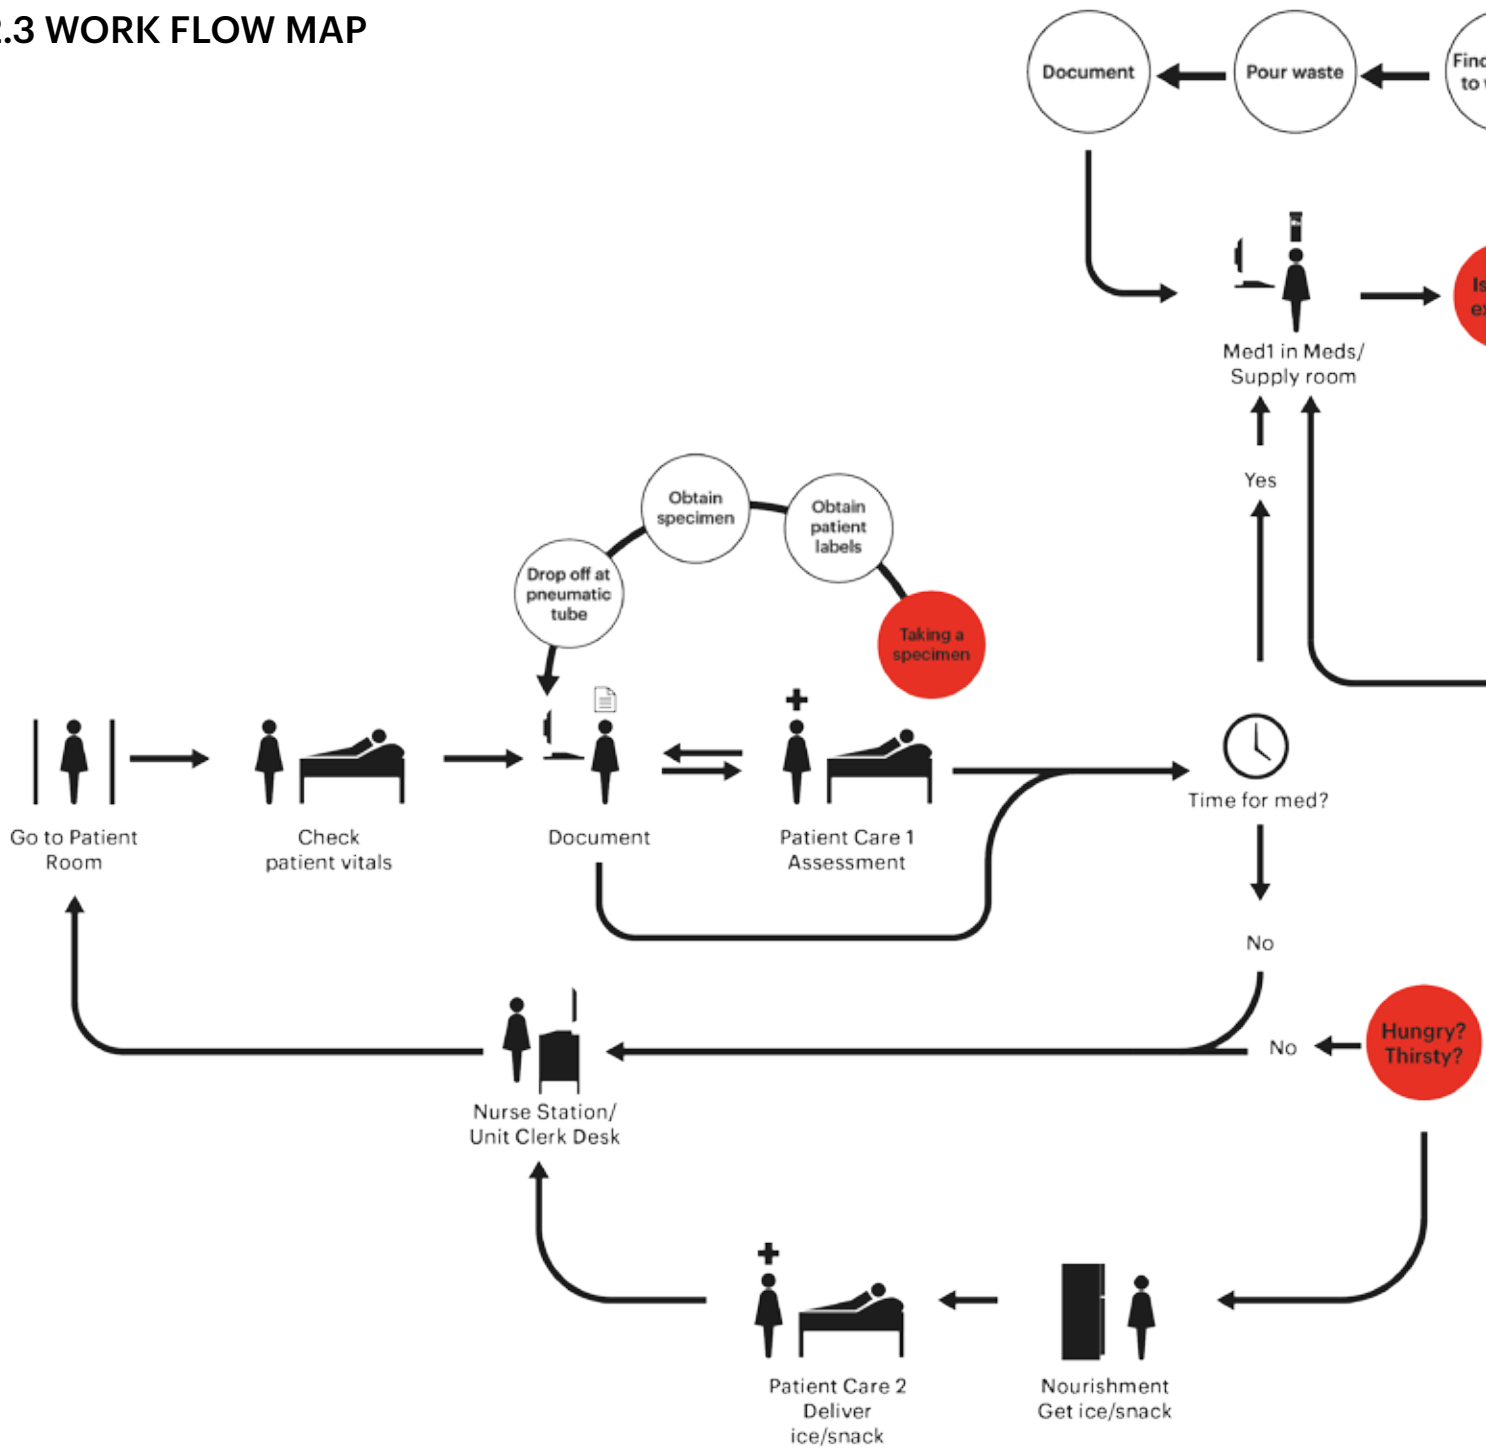 .3 WORK FLOW MAP
Document
Pour waste
to
Med1 in Meds/
Supply room
Yes
Obtain
specimen
Obtain
patient
labels
Drop off at
pneumatic
tube
Taking a
specimen
Go to Patient
Room
Check
patient vitals
Document
Patient Care 1
Assessment
Time for med?
No
No
Hungry?
Thirsty?
Nurse Station/
Unit Clerk Desk
Patient Care 2
Deliver
ice/snack
Nourishment
Get ice/snack